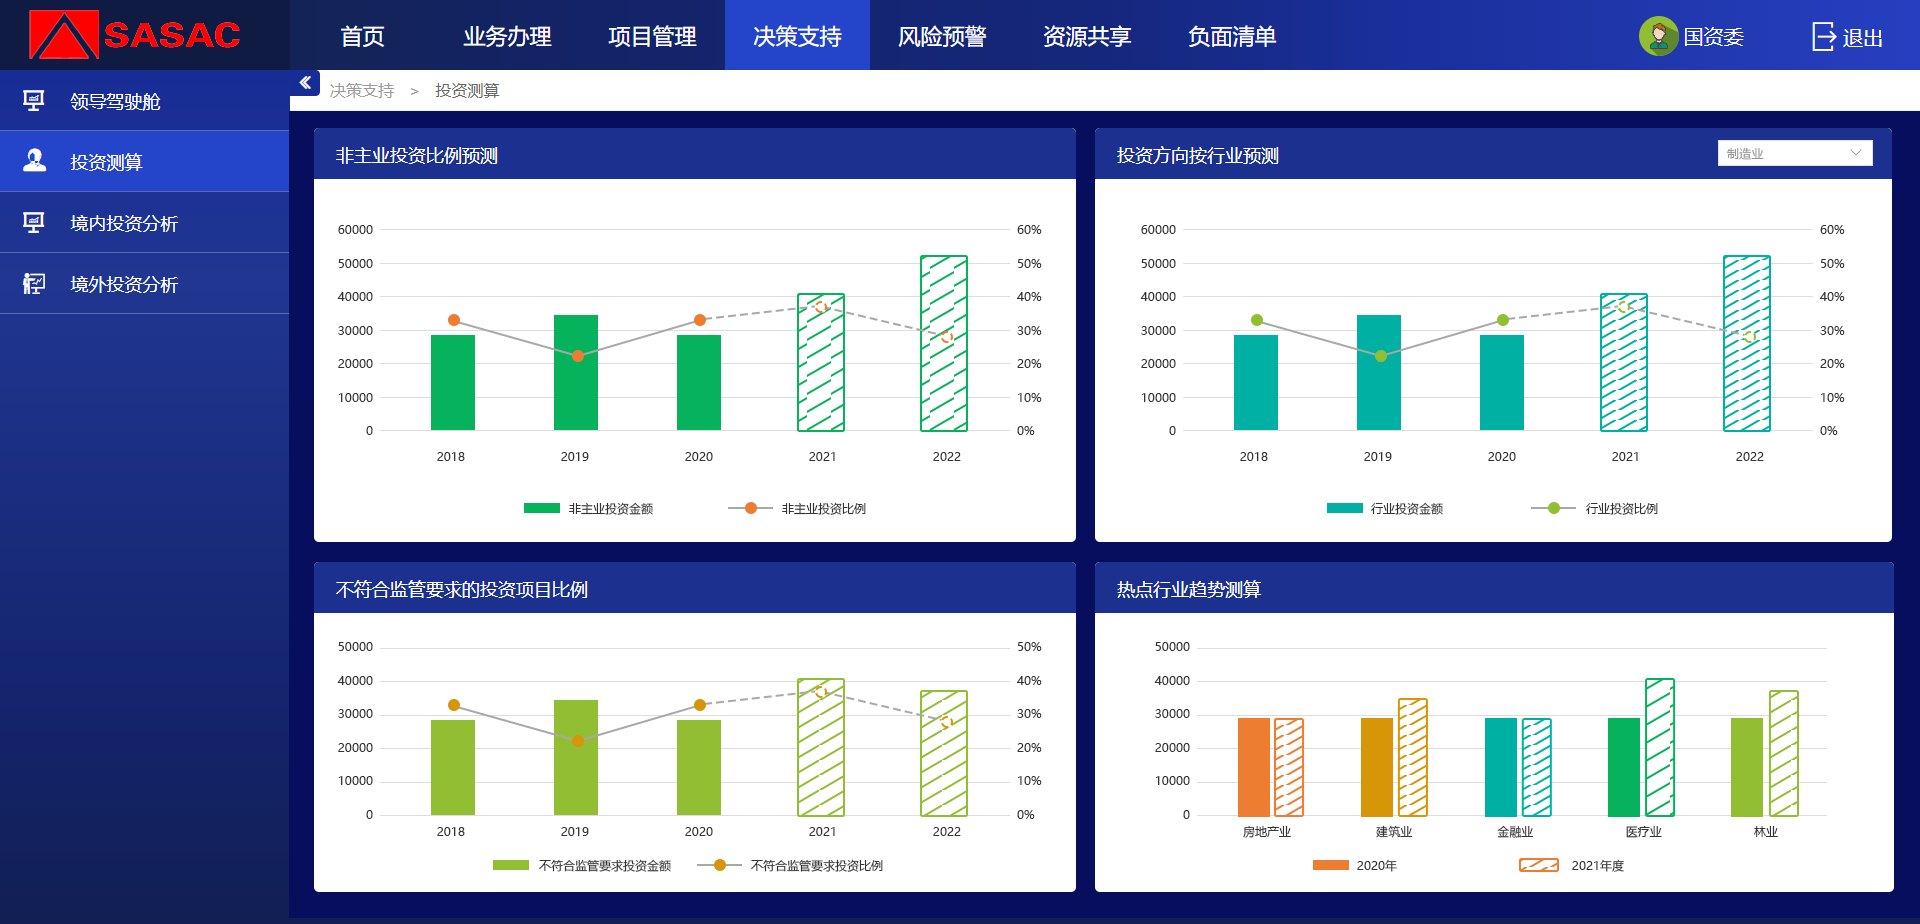 SASAC
首页 业务办理 项目管理 决策支持 风险预警 资源共享 负面清单 国资委 退出
领导驾驶舱
投资测算
境内投资分析
境外投资分析
决策支持 > 投资测算
非主业投资比例预测
60000 60%
50000 50%
40000 40%
30000 30%
20000 20%
10000 10%
0 0%
2018 2019 2020 2021 2022
非主业投资金额 非主业投资比例
投资方向按行业预测 制造业
60000 60%
50000 50%
40000 40%
30000 30%
20000 20%
10000 10%
0 0%
2018 2019 2020 2021 2022
行业投资金额 行业投资比例
不符合监管要求的投资项目比例
50000 50%
40000 40%
30000 30%
20000 20%
10000 10%
0 0%
2018 2019 2020 2021 2022
不符合监管要求投资金额 不符合监管要求投资比例
热点行业趋势测算
50000
40000
30000
20000
10000
0
房地产业 建筑业 金融业 医疗业 林业
2020年 2021年度